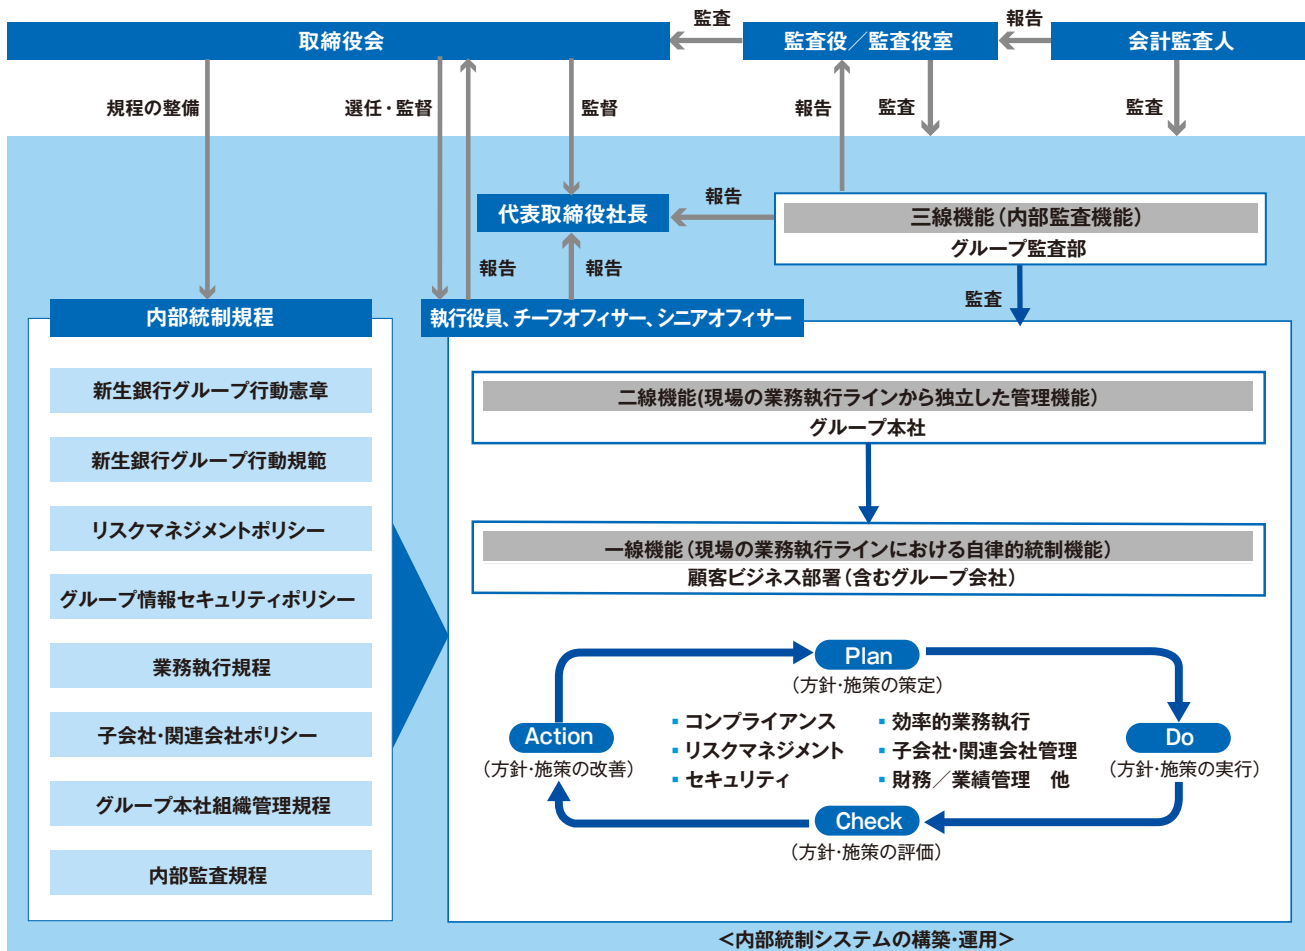 監査
報告
取締役会
監査役／監査役室
会計監査人
規程の整備
選任・監督
監督
報告
監査
監査
代表取締役社長
報告
三線機能（内部監査機能）
グループ監査部
報告
報告
監査
内部統制規程
執行役員、チーフオフィサー、シニアオフィサー
新生銀行グループ行動憲章
新生銀行グループ行動規範
リスクマネジメントポリシー
グループ情報セキュリティポリシー
業務執行規程
子会社・関連会社ポリシー
グループ本社組織管理規程
内部監査規程
二線機能(現場の業務執行ラインから独立した管理機能)
グループ本社
一線機能（現場の業務執行ラインにおける自律的統制機能）
顧客ビジネス部署（含むグループ会社）
Plan
（方針・施策の策定）
Action
（方針・施策の改善）
▪ コンプライアンス
▪ リスクマネジメント
▪ セキュリティ
▪ 効率的業務執行
▪ 子会社・関連会社管理
▪ 財務／業績管理　他
Do
（方針・施策の実行）
Check
（方針・施策の評価）
＜内部統制システムの構築・運用＞